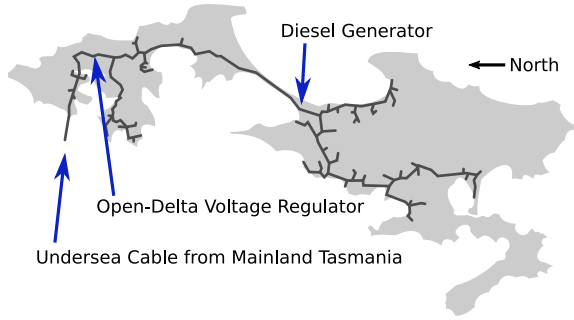 Diesel Generator
North
Open-Delta Voltage Regulator
Undersea Cable from Mainland Tasmania